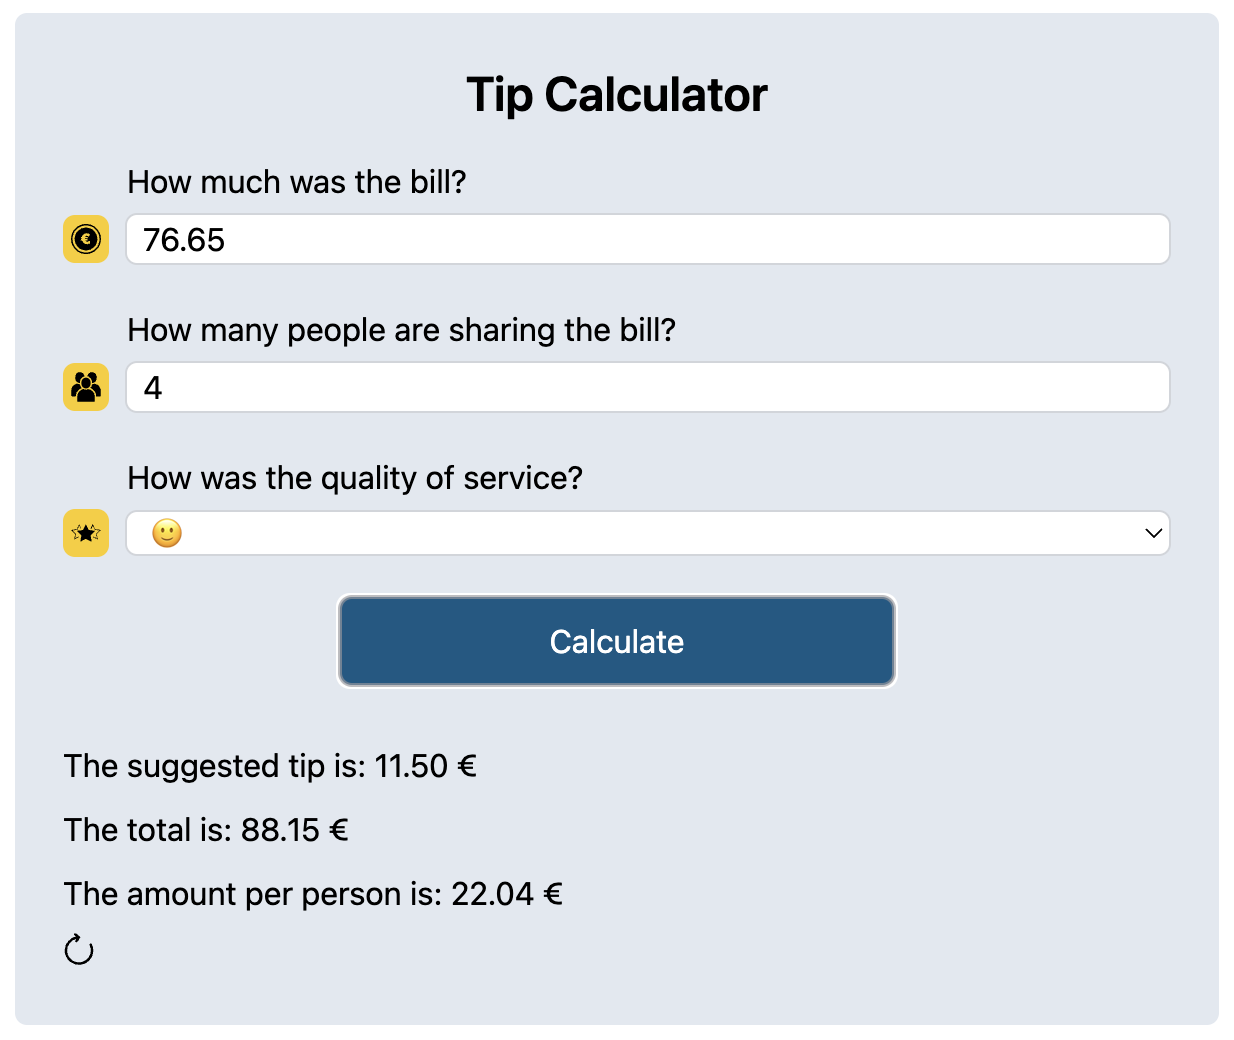 Tip Calculator
How much was the bill?
€
76.65
How many people are sharing the bill?
4
How was the quality of service?
🙂
Calculate
The suggested tip is: 11.50 €
The total is: 88.15 €
The amount per person is: 22.04 €